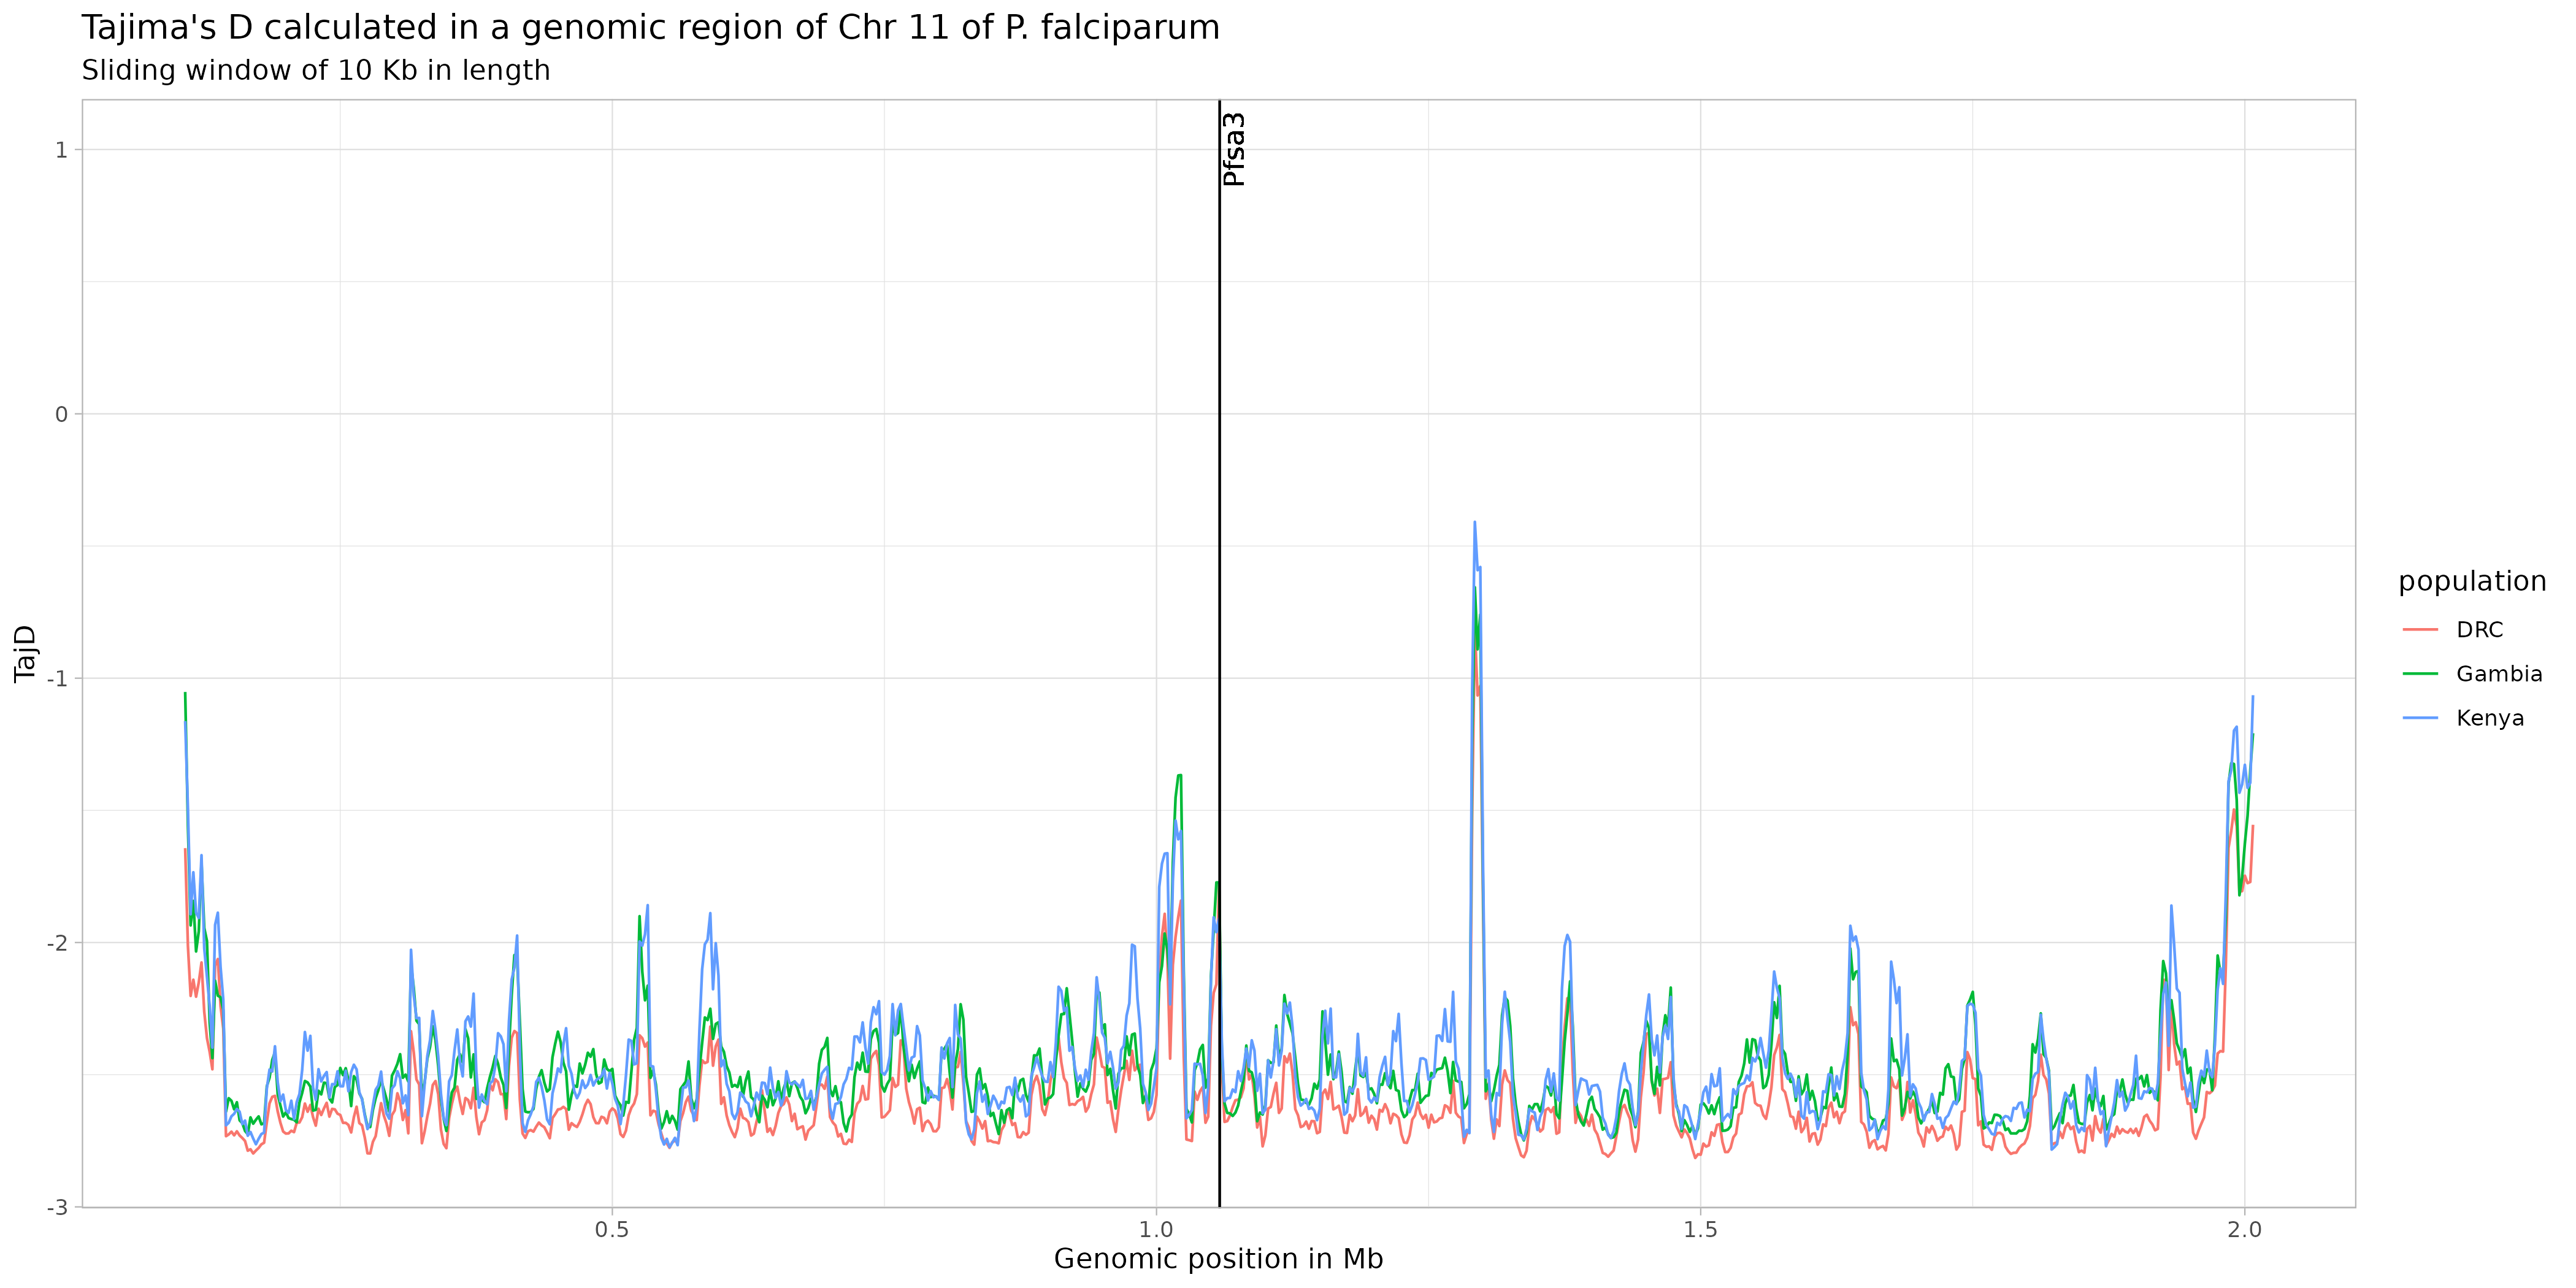 Tajima's D calculated in a genomic region of Chr 11 of P. falciparum
Sliding window of 10 Kb in length
Pfsa3
1
0
-1
-2
-3
TajD
0.5
1.0
1.5
2.0
Genomic position in Mb
population
DRC
Gambia
Kenya